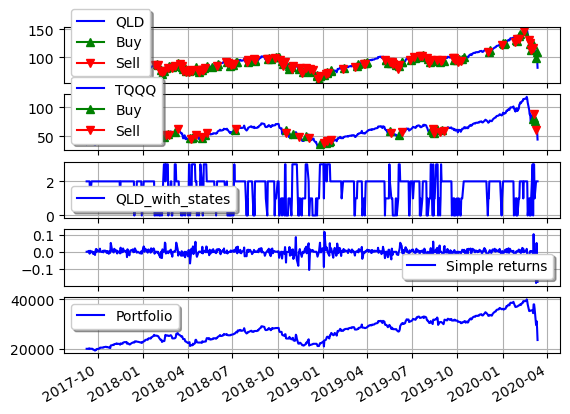 150
100
QLD
Buy
Sell
100
50
TQQQ
Buy
Sell
2
0
QLD_with_states
0.1
0.0
−0.1
Simple returns
40000
20000
Portfolio
2017-10 2018-01 2018-04 2018-07 2018-10 2019-01 2019-04 2019-07 2019-10 2020-01 2020-04